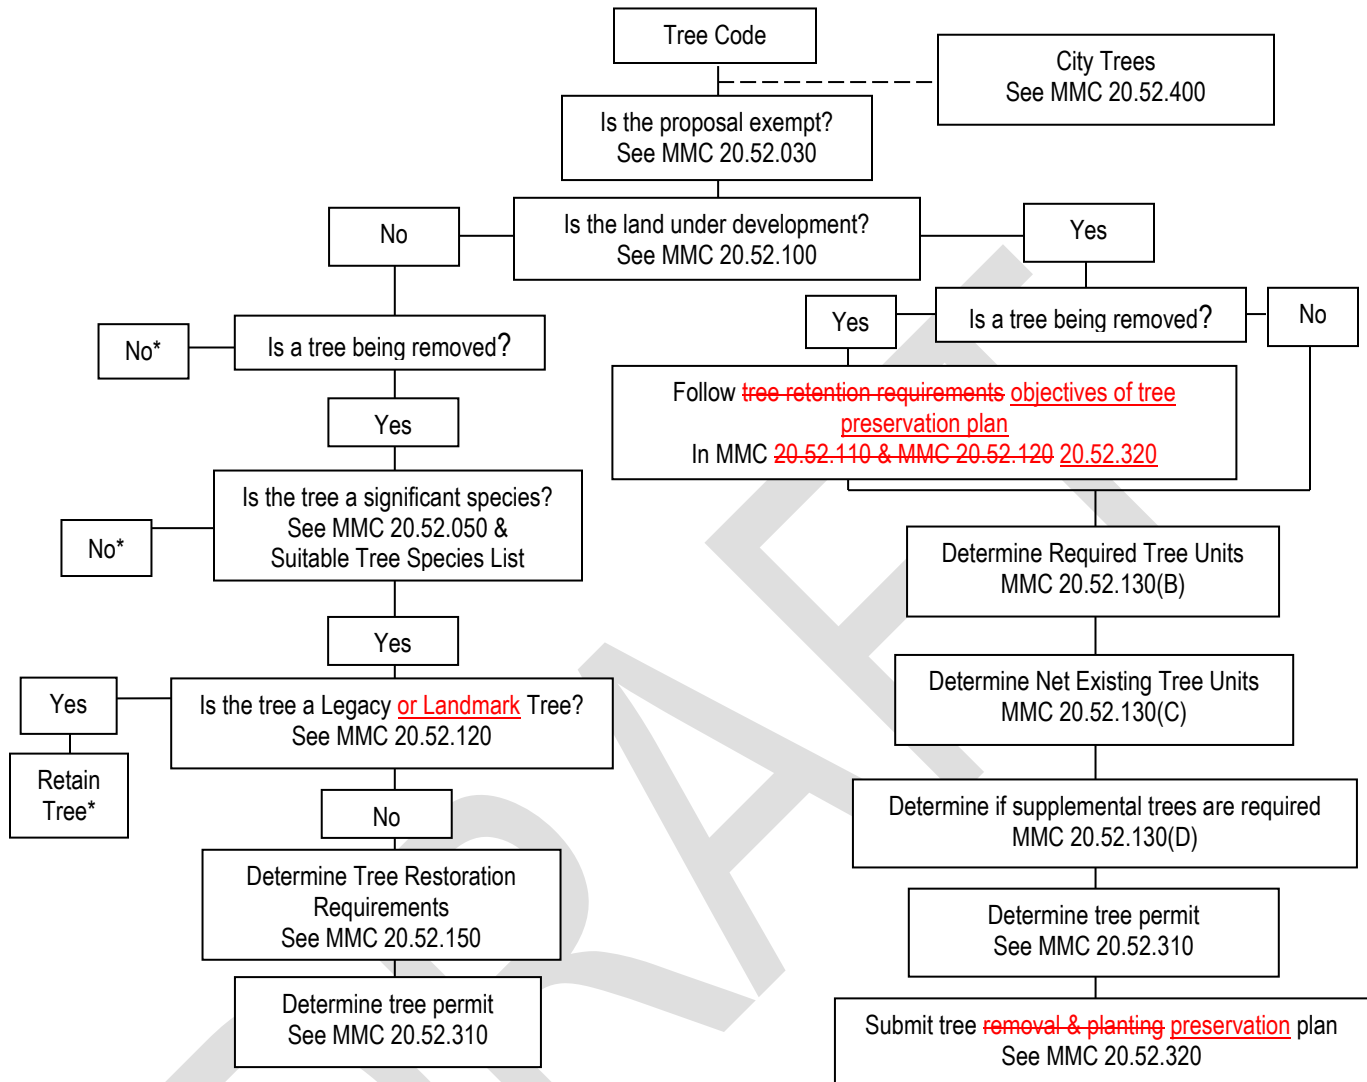 Tree Code
City Trees
See MMC 20.52.400
Is the proposal exempt?
See MMC 20.52.030
Is the land under development?
See MMC 20.52.100
No
Yes
Is a tree being removed?
No*
Yes
Is a tree being removed?
No
Yes
Follow tree retention requirements objectives of tree
preservation plan
In MMC 20.52.110 & MMC 20.52.120 20.52.320
Is the tree a significant species?
See MMC 20.52.050 &
Suitable Tree Species List
No*
Yes
Determine Required Tree Units
MMC 20.52.130(B)
Is the tree a Legacy or Landmark Tree?
See MMC 20.52.120
Yes
Retain
Tree*
No
Determine Net Existing Tree Units
MMC 20.52.130(C)
Determine if supplemental trees are required
MMC 20.52.130(D)
Determine Tree Restoration
Requirements
See MMC 20.52.150
Determine tree permit
See MMC 20.52.310
Determine tree permit
See MMC 20.52.310
Submit tree removal & planting preservation plan
See MMC 20.52.320
DRAFT